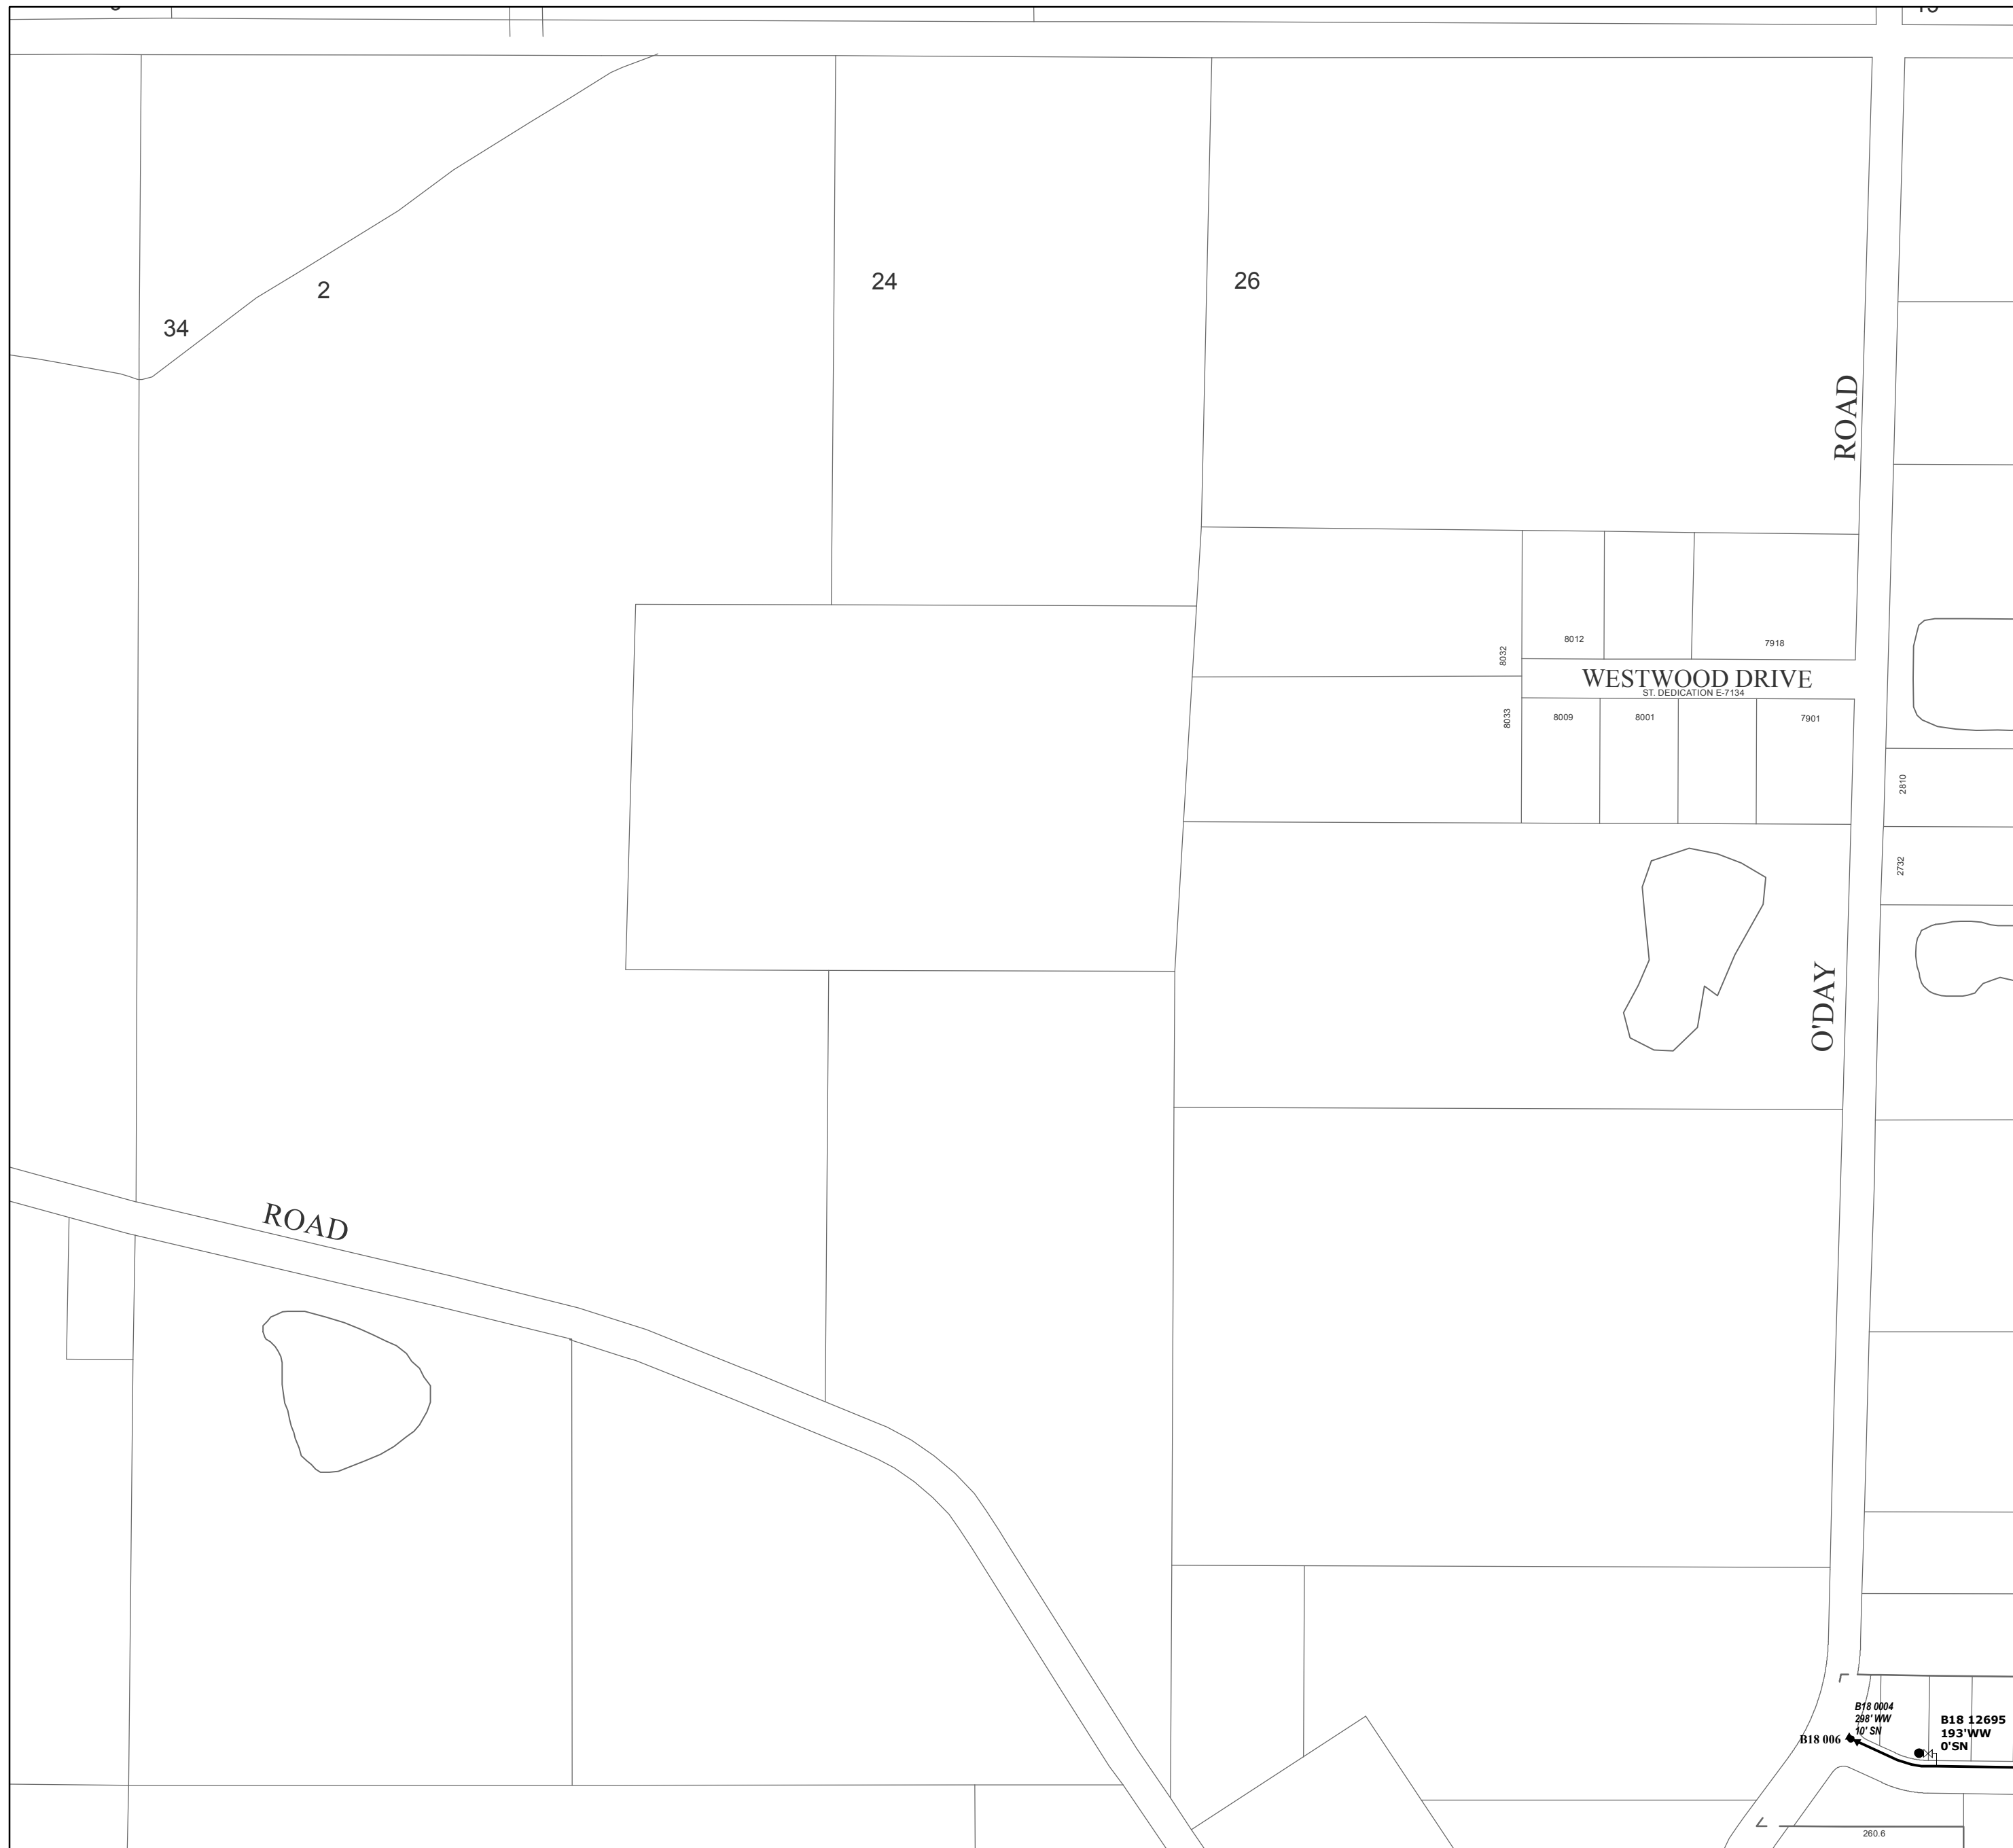 2
24
26
34
ROAD
8012
7918
8032
WESTWOOD DRIVE
ST. DEDICATION E-7134
8033
8009
8001
7901
2810
2732
O'DAY
ROAD
B18 0004
298' WW
10' SN
B18 12695
193'WW
0'SN
B18 006
260.6